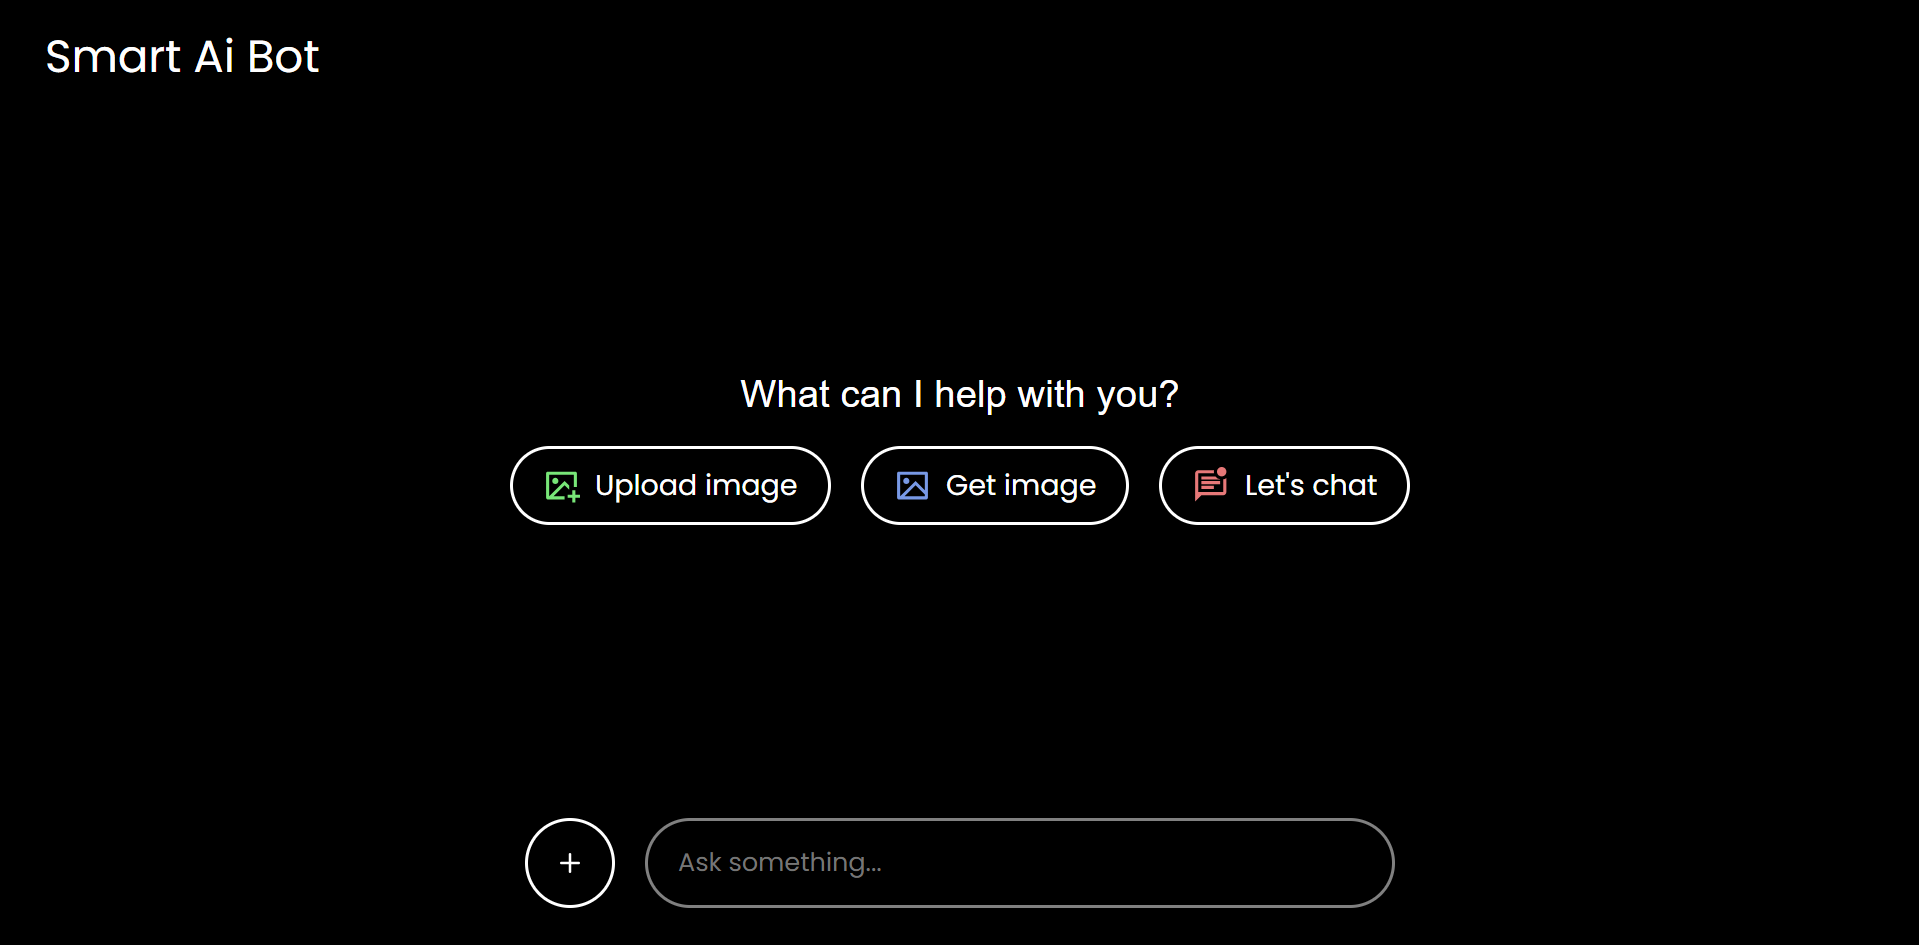 Smart Ai Bot
What can I help with you?
Upload image
Get image
Let's chat
Ask something...